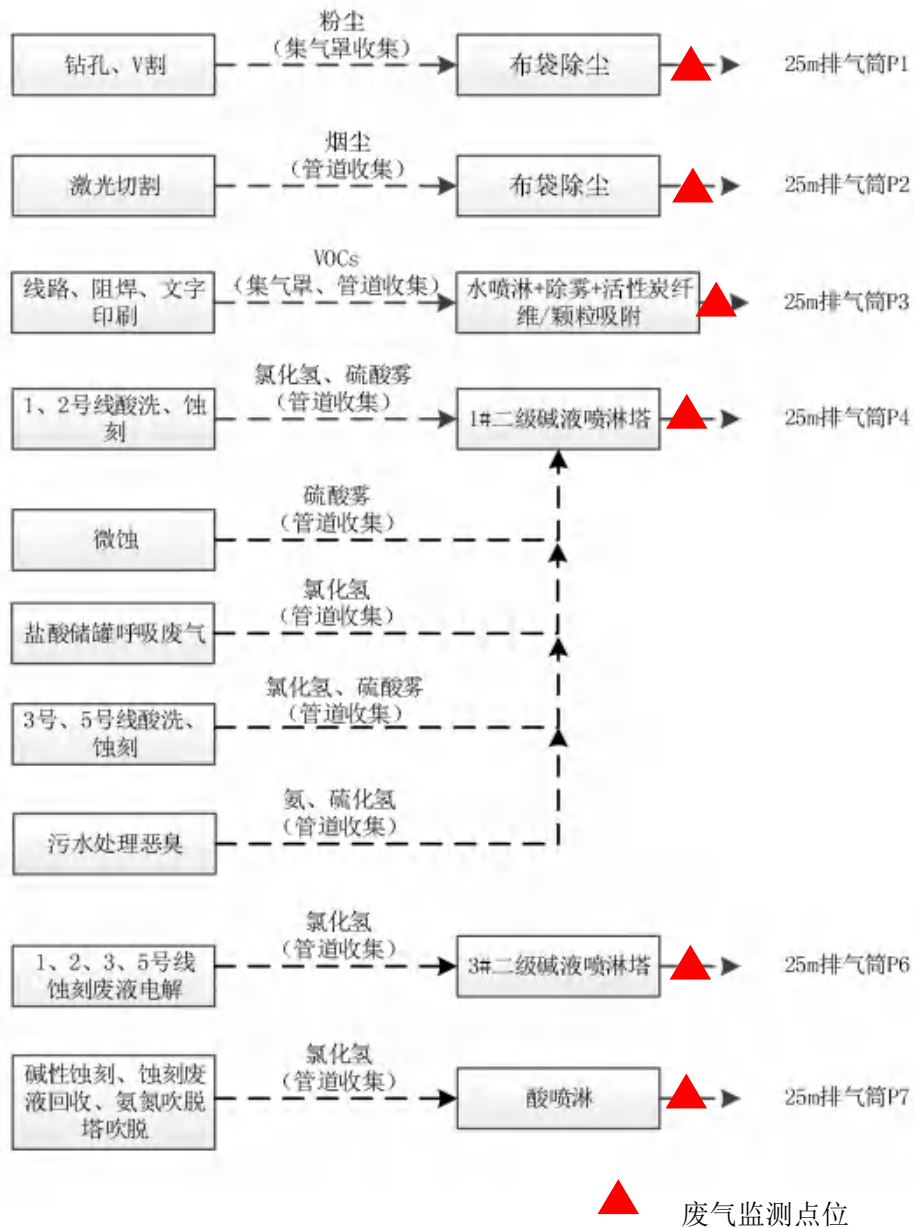 粉尘
(集气罩收集)
钻孔、V割
布袋除尘
25m排气筒P1
烟尘
(管道收集)
激光切割
布袋除尘
25m排气筒P2
VOCs
(集气罩、管道收集)
线路、阻焊、文字
印刷
水喷淋+除雾+活性炭纤
维/颗粒吸附
25m排气筒P3
氯化氢、硫酸雾
(管道收集)
1、2号线酸洗、蚀
刻
1#二级碱液喷淋塔
25m排气筒P4
硫酸雾
(管道收集)
微蚀
氯化氢
(管道收集)
盐酸储罐呼吸废气
氯化氢、硫酸雾
(管道收集)
3号、5号线酸洗、
蚀刻
氨、硫化氢
(管道收集)
污水处理恶臭
氯化氢
(管道收集)
1、2、3、5号线
蚀刻废液电解
3#二级碱液喷淋塔
25m排气筒P6
氯化氢
(管道收集)
碱性蚀刻、蚀刻废
液回收、氨氮吹脱
塔吹脱
酸喷淋
25m排气筒P7
废气监测点位